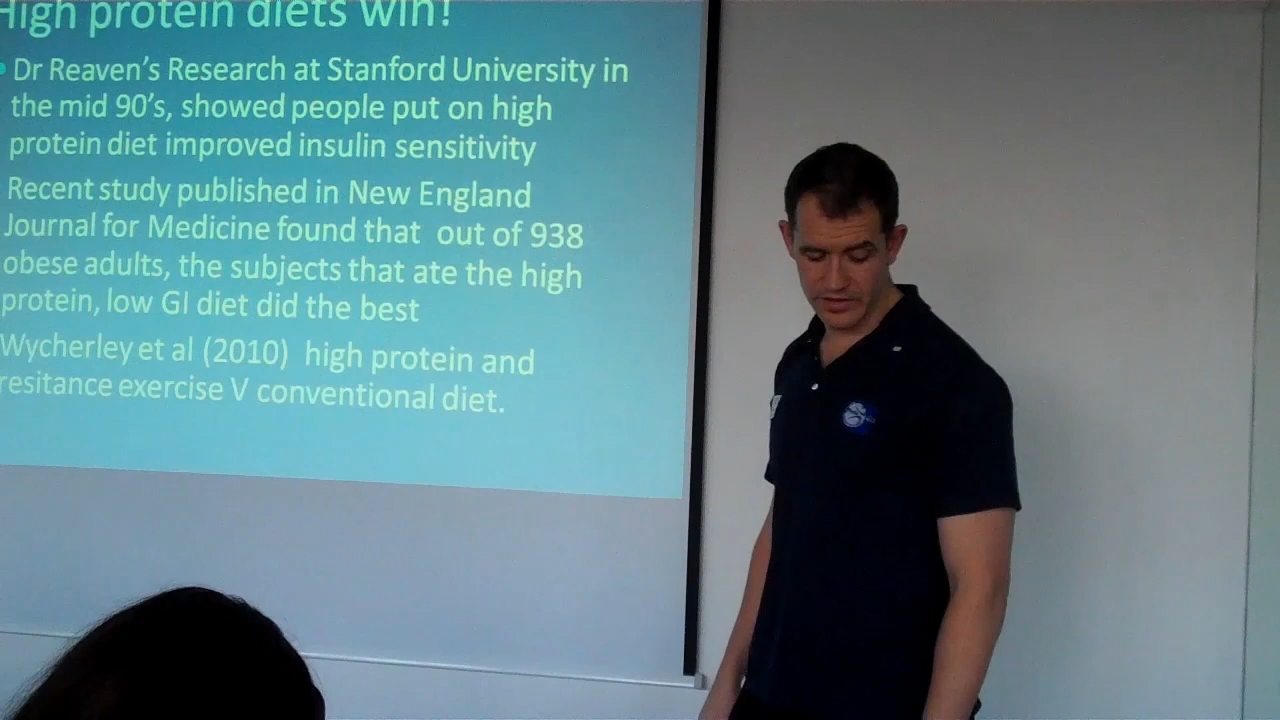 High protein diets win!
Dr Reaven's Research at Stanford University in
the mid 90's, showed people put on high
protein diet improved insulin sensitivity
Recent study published in New England
Journal for Medicine found that out of 938
obese adults, the subjects that ate the high
protein, low GI diet did the best
Wycherley et al (2010) high protein and
resitance exercise V conventional diet.